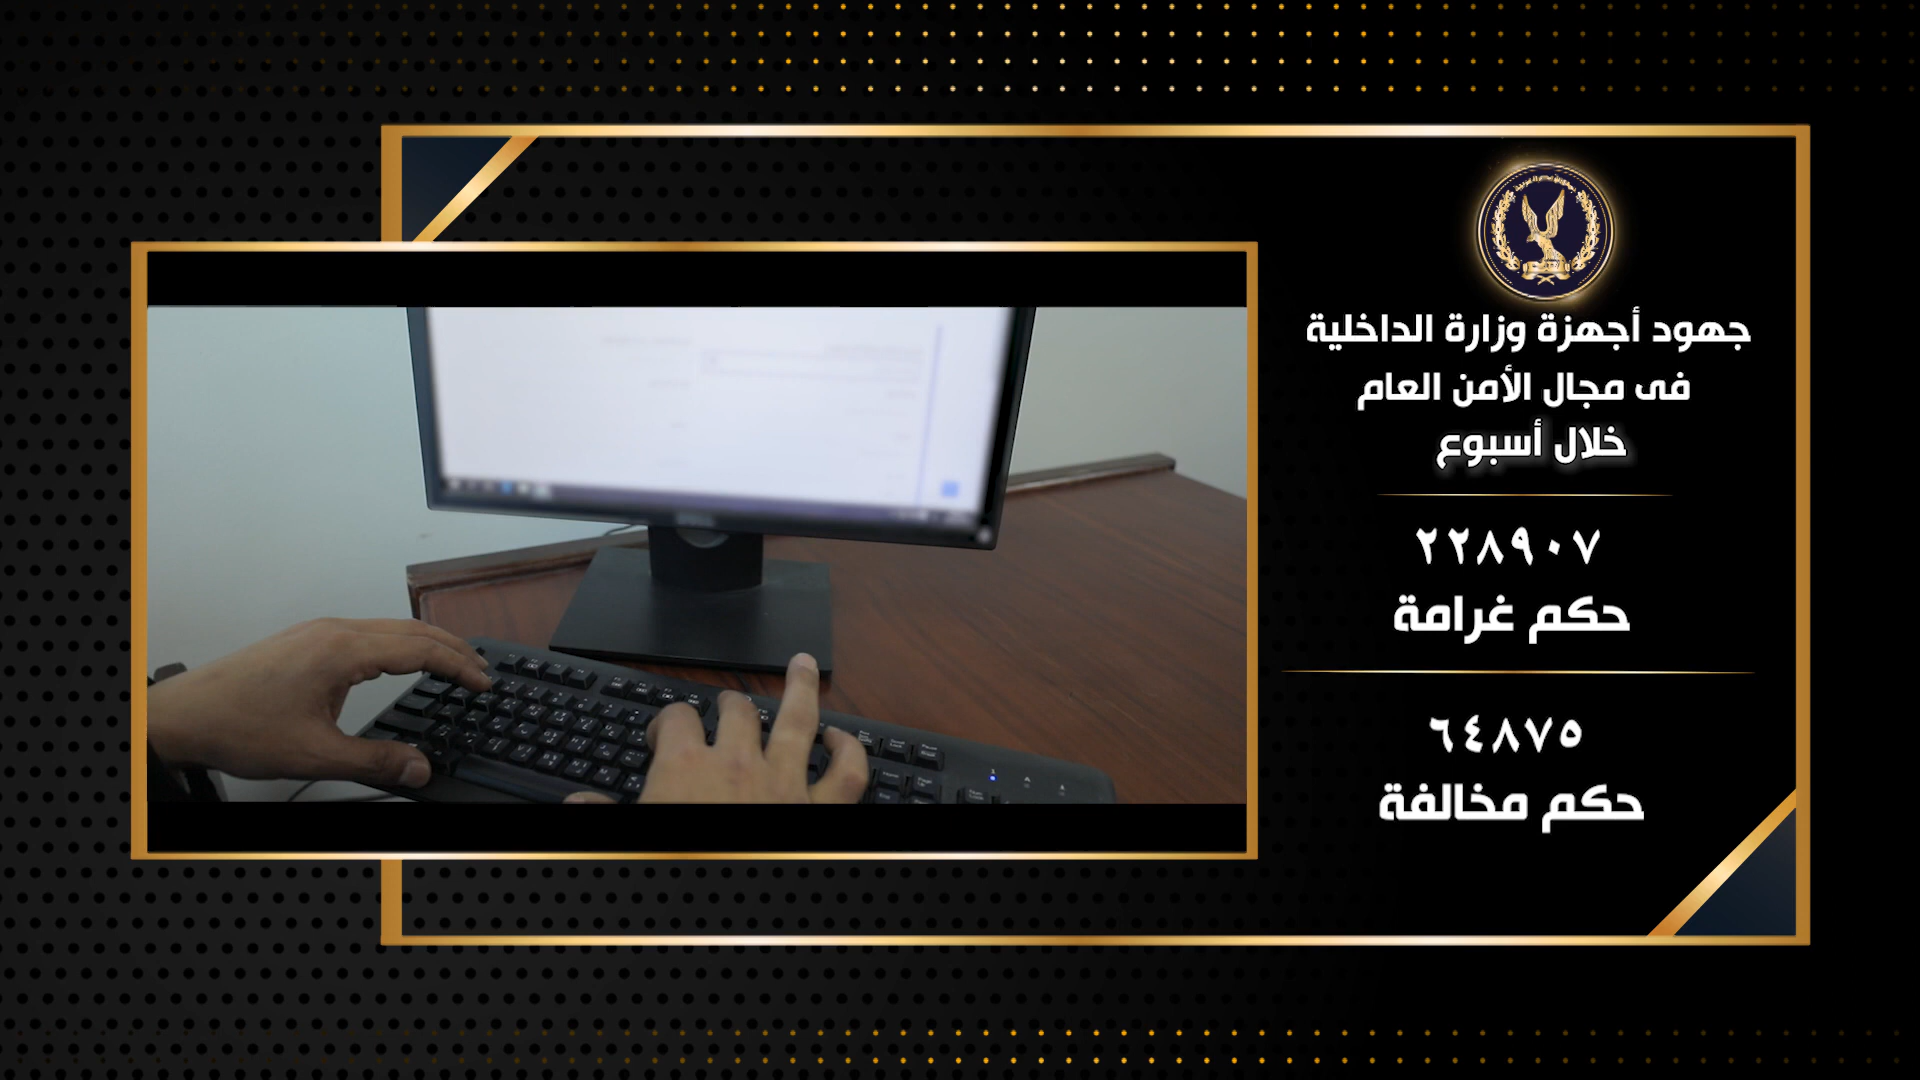 جهود أجهزة وزارة الداخلية
فى مجال الأمن العام
خلال أسبوع
٢٢٨٩٠٧
حكم غرامة
٦٤٨٧٥
حكم مخالفة